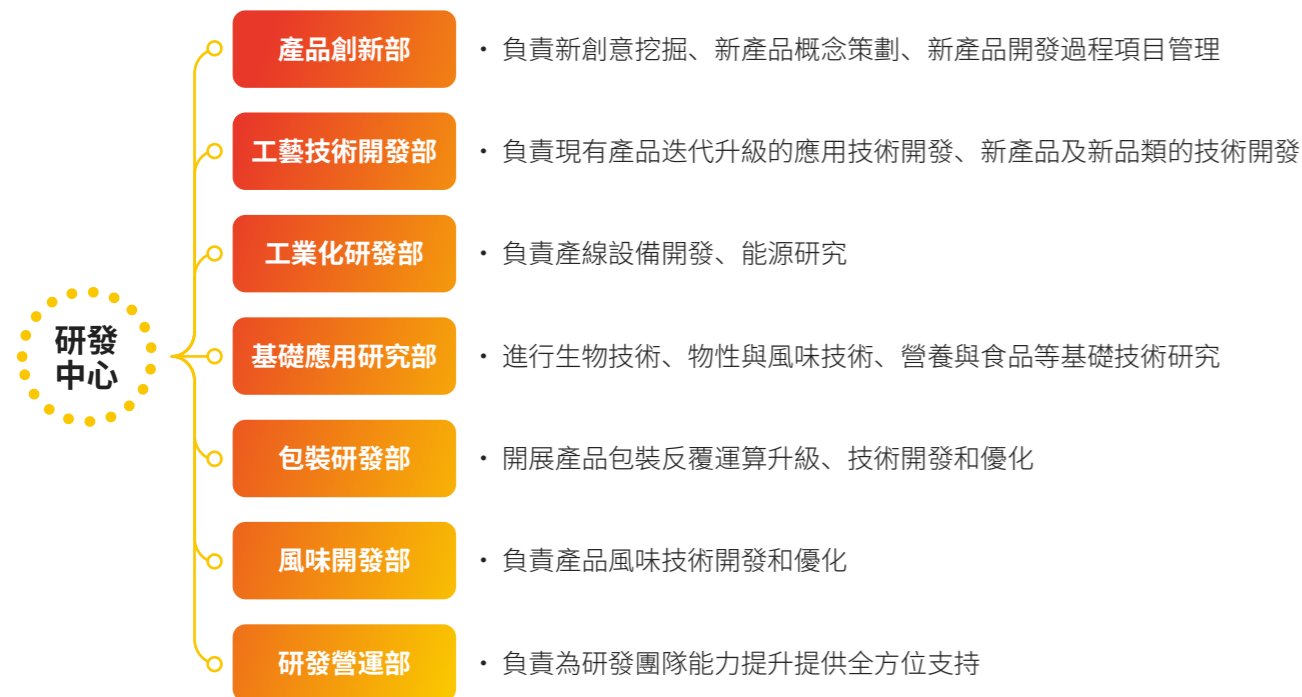 研發
中心
產品創新部
・負責新創意挖掘、新產品概念策劃、新產品開發過程項目管理
工藝技術開發部
・負責現有產品迭代升級的應用技術開發、新產品及新品類的技術開發
工業化研發部
・負責產線設備開發、能源研究
基礎應用研究部
・進行生物技術、物性與風味技術、營養與食品等基礎技術研究
包裝研發部
・開展產品包裝反覆運算升級、技術開發和優化
風味開發部
・負責產品風味技術開發和優化
研發營運部
・負責為研發團隊能力提升提供全方位支持